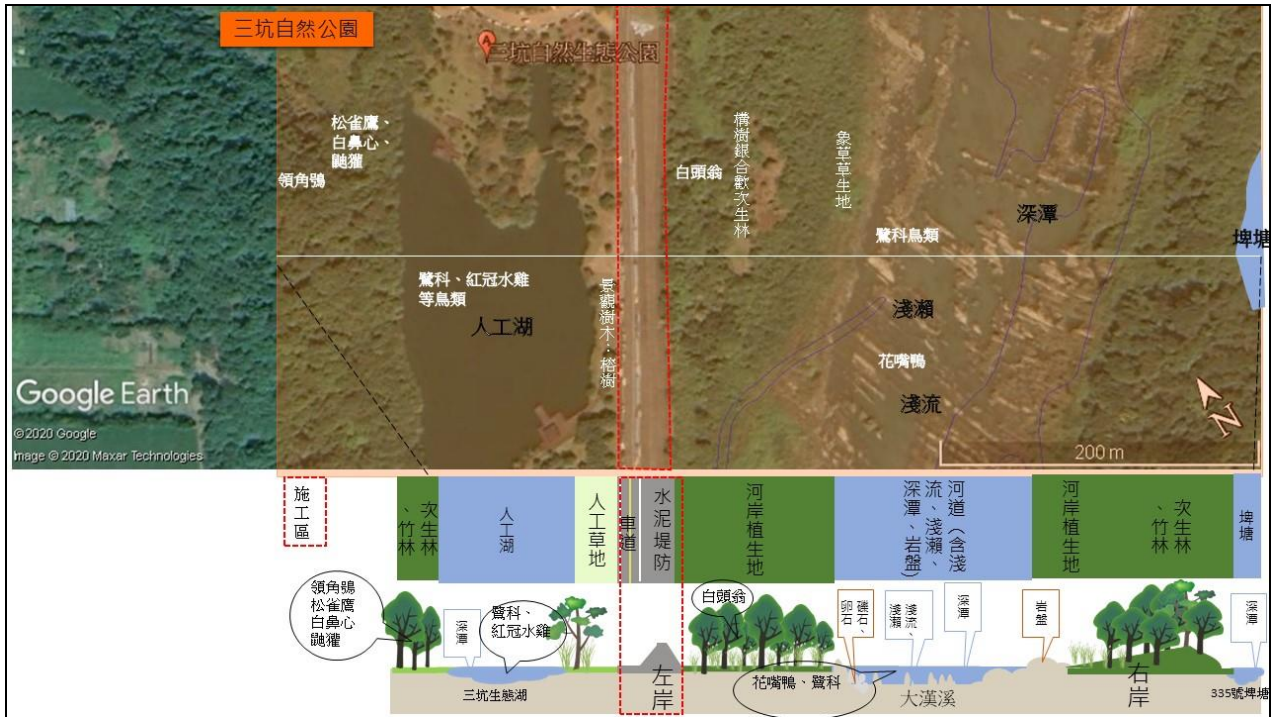 三坑自然公園
三坑自然生態公園
A
松雀鷹、
白鼻心、
鼬獾
領角鴞
白頭翁
構樹銀合歡次生林
象草草生地
深潭
埤塘
鷺科鳥類
鷺科、紅冠水雞
等鳥類
人工湖
景觀樹木：榕樹
淺瀨
花嘴鴨
淺流
N
200 m
Google Earth
©2020 Google
Image © 2020 Maxar Technologies
施工區
次生林
、竹林
人工湖
人工草地
車道
水泥堤防
河岸植生地
河道（含淺
流、淺瀨、
深潭、岩盤)
河岸植生地
次生林
、竹林
埤塘
領角鴞
松雀鷹
白鼻心
鼬獾
深潭
鷺科、
紅冠水雞
白頭翁
礫石、
卵石
淺流、
淺瀨
深潭
岩盤
深潭
三坑生態湖
左岸
花嘴鴨、鷺科
大漢溪
右岸
335號埤塘